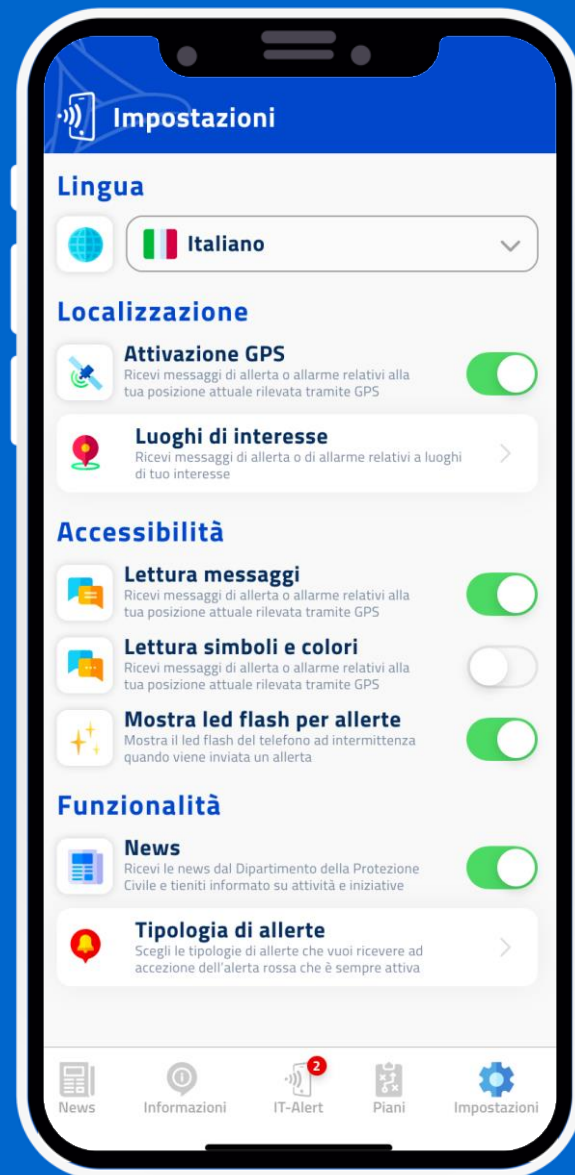 Impostazioni
Lingua
Italiano
Localizzazione
Attivazione GPS
Ricevi messaggi di allerta o allarme relativi alla
tua posizione attuale rilevata tramite GPS
Luoghi di interesse
Ricevi messaggi di allerta o di allarme relativi a luoghi
di tuo interesse
Accessibilità
Lettura messaggi
Ricevi messaggi di allerta o allarme relativi alla
tua posizione attuale rilevata tramite GPS
Lettura simboli e colori
Ricevi messaggi di allerta o allarme relativi alla
tua posizione attuale rilevata tramite GPS
Mostra led flash per allerte
Mostra il led flash del telefono ad intermittenza
quando viene inviata un allerta
Funzionalità
News
Ricevi le news dal Dipartimento della Protezione
Civile e tieniti informato su attività e iniziative
Tipologia di allerte
Scegli le tipologie di allerte che vuoi ricevere ad
accezione dell'alerta rossa che è sempre attiva
2
News Informazioni IT-Alert Piani Impostazioni